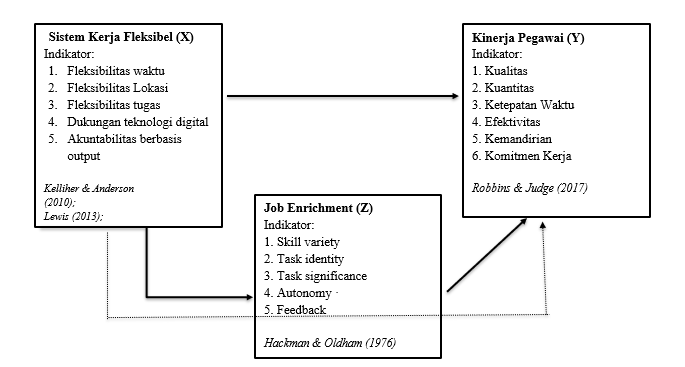 Sistem Kerja Fleksibel (X)
Indikator:
1. Fleksibilitas waktu
2. Fleksibilitas Lokasi
3. Fleksibilitas tugas
4. Dukungan teknologi digital
5. Akuntabilitas berbasis
output
Kelliher & Anderson
(2010);
Lewis (2013);
Kinerja Pegawai (Y)
Indikator:
1. Kualitas
2. Kuantitas
3. Ketepatan Waktu
4. Efektivitas
5. Kemandirian
6. Komitmen Kerja
Robbins & Judge (2017)
Job Enrichment (Z)
Indikator:
1. Skill variety
2. Task identity
3. Task significance
4. Autonomy ·
5. Feedback
Hackman & Oldham (1976)